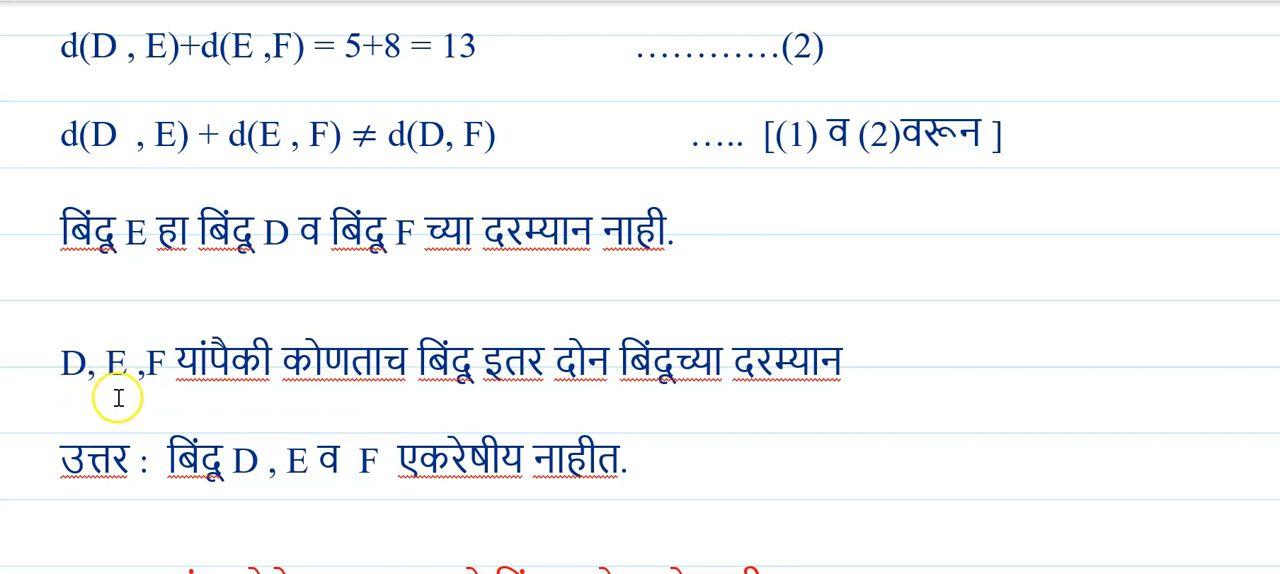 d(D , E)+d(E ,F) = 5+8 = 13 …………(2)
d(D , E) + d(E , F) ≠ d(D, F) ….. [(1) व (2)वरून ]
बिंदू E हा बिंदू D व बिंदू F च्या दरम्यान नाही.
D, E ,F यांपैकी कोणताच बिंदू इतर दोन बिंदूच्या दरम्यान
उत्तर : बिंदू D , E व F एकरेषीय नाहीत.